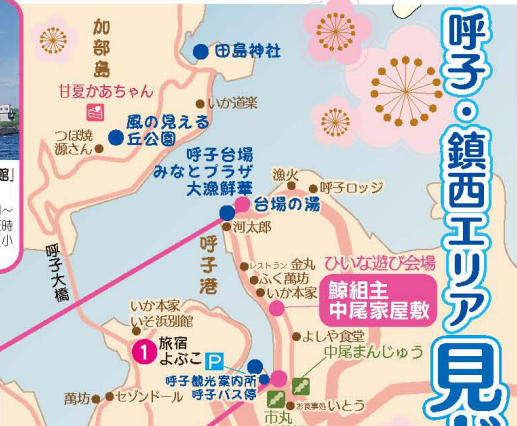 呼子・鎮西エリア
見
加部島
田島神社
甘夏かあちゃん
いか道楽
風の見える
丘公園
つぼ焼
源さん
館」
〜
時
小
呼子台場
みなとプラザ
大漁鮮華
漁火
呼子ロッジ
台場の湯
河太郎
呼子大橋
呼子港
レストラン 金丸
ふく萬坊
いか本家
ひいな遊び会場
鯨組主
中尾家屋敷
いか本家
いそ浜別館
1
旅宿
よぶこ
P
よしや食堂
中尾まんじゅう
呼子観光案内所
呼子バス停
萬坊
セゾンドール
市丸
お食事処 いとう